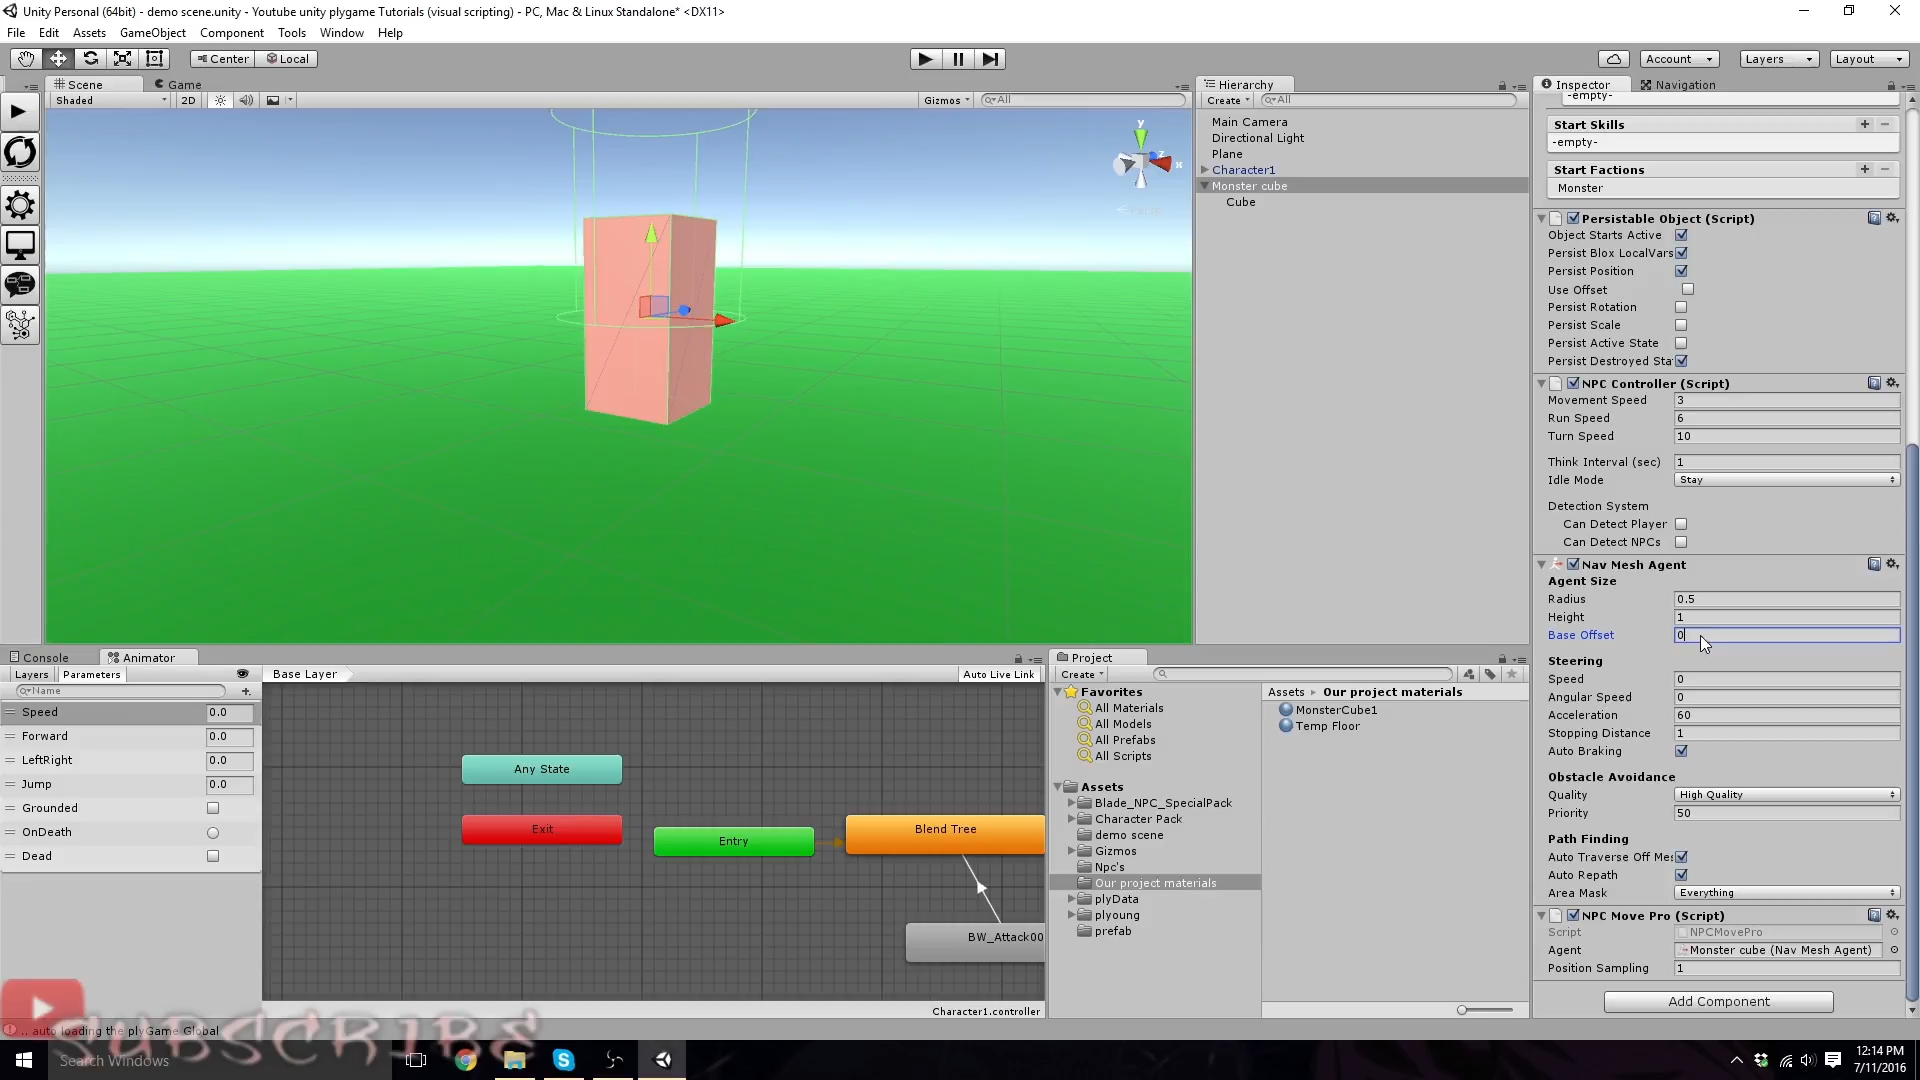 Unity Personal (64bit) - demo scene.unity - Youtube unity plygame Tutorials (visual scripting) - PC, Mac & Linux Standalone* <DX11>
File Edit Assets GameObject Component Tools Window Help
Center Local Account Layers Layout
Scene Game
Shaded 2D Gizmos All
y
z
x
Hierarchy
Create All
Main Camera
Directional Light
Plane
Character1
Monster cube
Cube
Inspector Navigation
-empty-
Start Skills
-empty-
Start Factions
Monster
Persistable Object (Script)
Object Starts Active
Persist Blox LocalVars
Persist Position
Use Offset
Persist Rotation
Persist Scale
Persist Active State
Persist Destroyed Sta
NPC Controller (Script)
Movement Speed 3
Run Speed 6
Turn Speed 10
Think Interval (sec) 1
Idle Mode Stay
Detection System
Can Detect Player
Can Detect NPCs
Nav Mesh Agent
Agent Size
Radius 0.5
Height 1
Base Offset 0
Steering
Speed 0
Angular Speed 0
Acceleration 60
Stopping Distance 1
Auto Braking
Obstacle Avoidance
Quality High Quality
Priority 50
Path Finding
Auto Traverse Off Mes
Auto Repath
Area Mask Everything
NPC Move Pro (Script)
Script NPCMovePro
Agent Monster cube (Nav Mesh Agent)
Position Sampling 1
Add Component
Console Animator
Layers Parameters
Name
Speed 0.0
Forward 0.0
LeftRight 0.0
Jump 0.0
Grounded
OnDeath
Dead
Base Layer Auto Live Link
Any State
Exit
Entry
Blend Tree
BW_Attack00
Character1.controller
Project
Create
Favorites
All Materials
All Models
All Prefabs
All Scripts
Assets
Blade_NPC_SpecialPack
Character Pack
demo scene
Gizmos
Npc's
Our project materials
plyData
plyoung
prefab
Assets Our project materials
MonsterCube1
Temp Floor
.. auto loading the plyGame Global
SUBSCRIBE
Search Windows
12:14 PM
7/11/2016